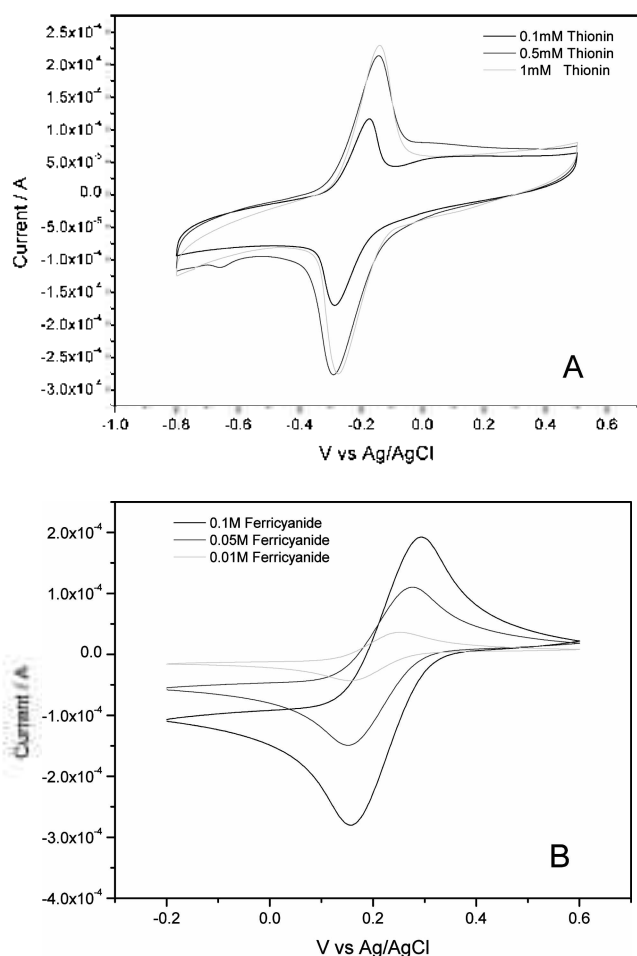 2.5x10⁻⁴
2.0x10⁻⁴
1.5x10⁻⁴
1.0x10⁻⁴
5.0x10⁻⁵
0.0
-5.0x10⁻⁵
-1.0x10⁻⁴
-1.5x10⁻⁴
-2.0x10⁻⁴
-2.5x10⁻⁴
-3.0x10⁻⁴
Current / A
0.1mM Thionin
0.5mM Thionin
1mM Thionin
A
-1.0 -0.8 -0.6 -0.4 -0.2 0.0 0.2 0.4 0.6
V vs Ag/AgCl
2.0x10⁻⁴
1.0x10⁻⁴
0.0
-1.0x10⁻⁴
-2.0x10⁻⁴
-3.0x10⁻⁴
-4.0x10⁻⁴
Current / A
0.1M Ferricyanide
0.05M Ferricyanide
0.01M Ferricyanide
B
-0.2 0.0 0.2 0.4 0.6
V vs Ag/AgCl